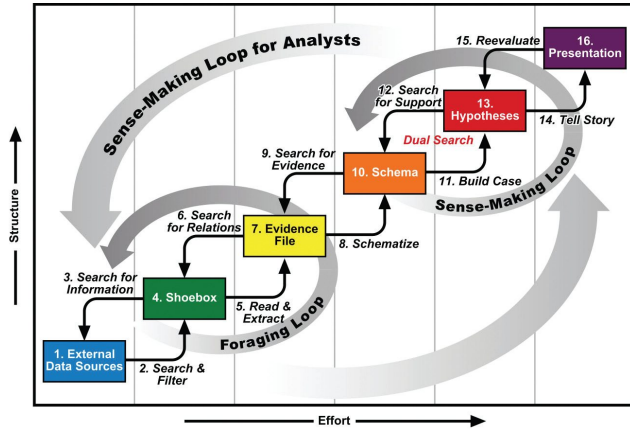 Sense-Making Loop for Analysts
15. Reevaluate
16.
Presentation
12. Search
for Support
13.
Hypotheses
14. Tell Story
Dual Search
9. Search for
Evidence
10. Schema
11. Build Case
Sense-Making Loop
6. Search
for Relations
7. Evidence
File
8. Schematize
3. Search for
Information
4. Shoebox
5. Read &
Extract
Foraging Loop
1. External
Data Sources
2. Search &
Filter
Structure
Effort